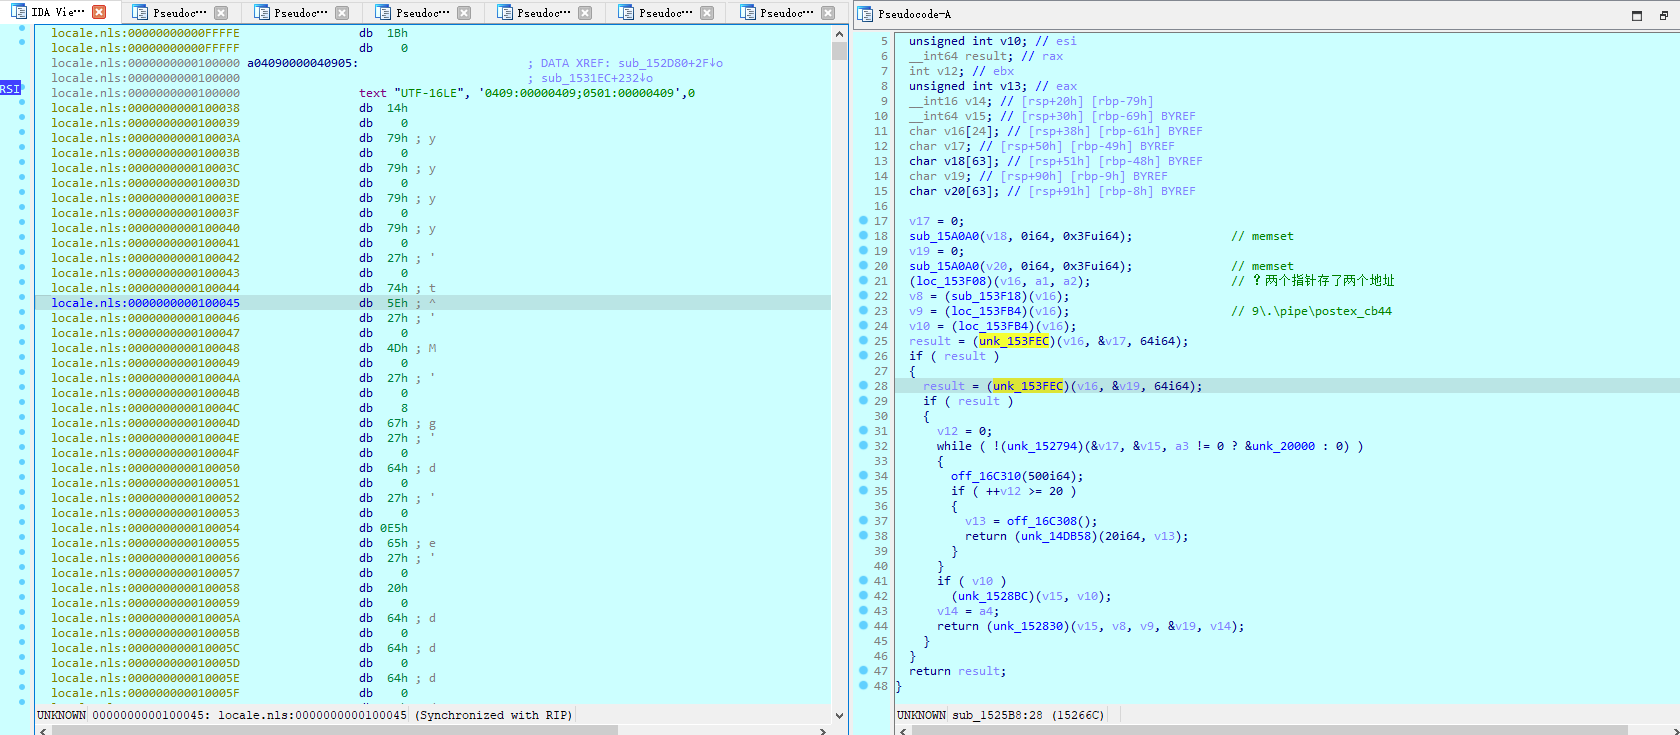 IDA Vie···
Pseudoc···
Pseudoc···
Pseudoc···
Pseudoc···
Pseudoc···
Pseudoc···
RSI
locale.nls:00000000000FFFFE db 1Bh
locale.nls:00000000000FFFFF db 0
locale.nls:0000000000100000 a04090000040905: ; DATA XREF: sub_152D80+2F↓o
locale.nls:0000000000100000 ; sub_1531EC+232↓o
locale.nls:0000000000100000 text "UTF-16LE", '0409:00000409;0501:00000409',0
locale.nls:0000000000100038 db 14h
locale.nls:0000000000100039 db 0
locale.nls:000000000010003A db 79h ; y
locale.nls:000000000010003B db 0
locale.nls:000000000010003C db 79h ; y
locale.nls:000000000010003D db 0
locale.nls:000000000010003E db 79h ; y
locale.nls:000000000010003F db 0
locale.nls:0000000000100040 db 79h ; y
locale.nls:0000000000100041 db 0
locale.nls:0000000000100042 db 27h ; '
locale.nls:0000000000100043 db 0
locale.nls:0000000000100044 db 74h ; t
locale.nls:0000000000100045 db 5Eh ; ^
locale.nls:0000000000100046 db 27h ; '
locale.nls:0000000000100047 db 0
locale.nls:0000000000100048 db 4Dh ; M
locale.nls:0000000000100049 db 0
locale.nls:000000000010004A db 27h ; '
locale.nls:000000000010004B db 0
locale.nls:000000000010004C db 8
locale.nls:000000000010004D db 67h ; g
locale.nls:000000000010004E db 27h ; '
locale.nls:000000000010004F db 0
locale.nls:0000000000100050 db 64h ; d
locale.nls:0000000000100051 db 0
locale.nls:0000000000100052 db 27h ; '
locale.nls:0000000000100053 db 0
locale.nls:0000000000100054 db 0E5h
locale.nls:0000000000100055 db 65h ; e
locale.nls:0000000000100056 db 27h ; '
locale.nls:0000000000100057 db 0
locale.nls:0000000000100058 db 20h
locale.nls:0000000000100059 db 0
locale.nls:000000000010005A db 64h ; d
locale.nls:000000000010005B db 0
locale.nls:000000000010005C db 64h ; d
locale.nls:000000000010005D db 0
locale.nls:000000000010005E db 64h ; d
locale.nls:000000000010005F db 0
UNKNOWN 0000000000100045: locale.nls:0000000000100045 (Synchronized with RIP)
Pseudocode-A
5 unsigned int v10; // esi
6 __int64 result; // rax
7 int v12; // ebx
8 unsigned int v13; // eax
9 __int16 v14; // [rsp+20h] [rbp-79h]
10 __int64 v15; // [rsp+30h] [rbp-69h] BYREF
11 char v16[24]; // [rsp+38h] [rbp-61h] BYREF
12 char v17; // [rsp+50h] [rbp-49h] BYREF
13 char v18[63]; // [rsp+51h] [rbp-48h] BYREF
14 char v19; // [rsp+90h] [rbp-9h] BYREF
15 char v20[63]; // [rsp+91h] [rbp-8h] BYREF
16
17 v17 = 0;
18 sub_15A0A0(v18, 0i64, 0x3Fui64); // memset
19 v19 = 0;
20 sub_15A0A0(v20, 0i64, 0x3Fui64); // memset
21 (loc_153F08)(v16, a1, a2); // ？两个指针存了两个地址
22 v8 = (sub_153F18)(v16);
23 v9 = (loc_153FB4)(v16); // 9\.\pipe\postex_cb44
24 v10 = (loc_153FB4)(v16);
25 result = (unk_153FEC)(v16, &v17, 64i64);
26 if ( result )
27 {
28 result = (unk_153FEC)(v16, &v19, 64i64);
29 if ( result )
30 {
31 v12 = 0;
32 while ( !(unk_152794)(&v17, &v15, a3 != 0 ? &unk_20000 : 0) )
33 {
34 off_16C310(500i64);
35 if ( ++v12 >= 20 )
36 {
37 v13 = off_16C308();
38 return (unk_14DB58)(20i64, v13);
39 }
40 }
41 if ( v10 )
42 (unk_1528BC)(v15, v10);
43 v14 = a4;
44 return (unk_152830)(v15, v8, v9, &v19, v14);
45 }
46 }
47 return result;
48 }
UNKNOWN sub_1525B8:28 (15266C)